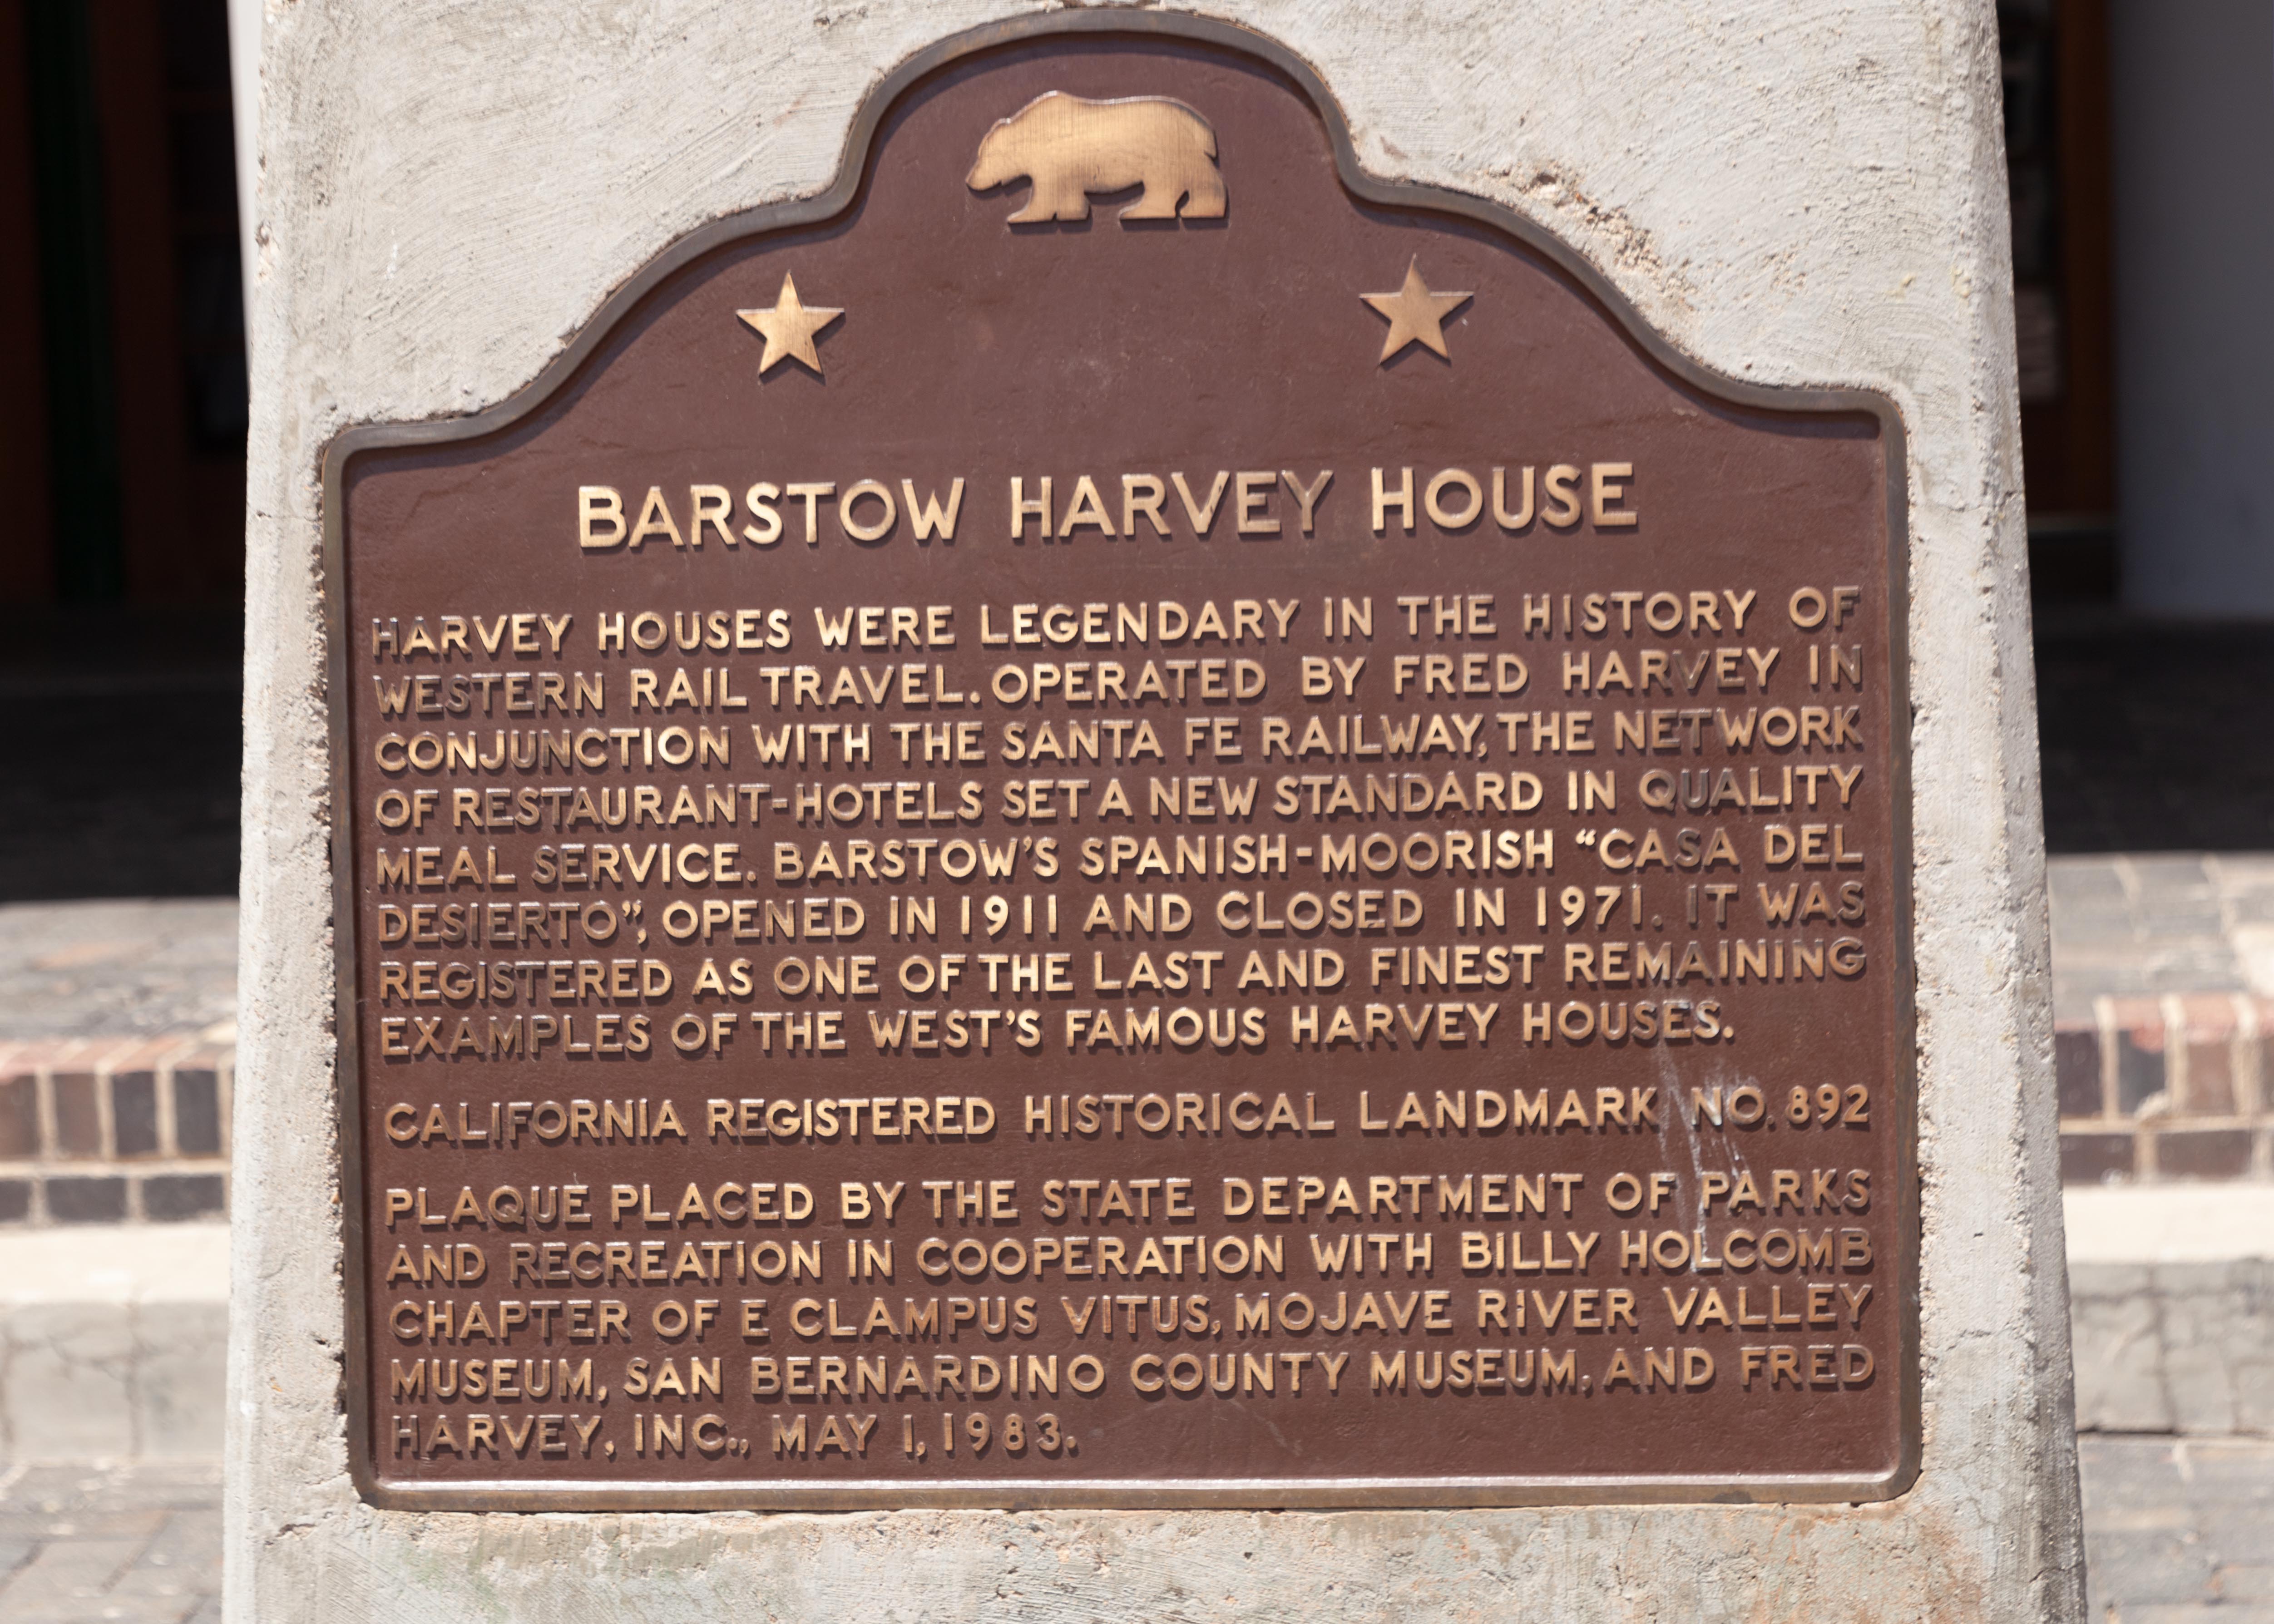 BARSTOW HARVEY HOUSE
HARVEY HOUSES WERE LEGENDARY IN THE HISTORY OF
WESTERN RAIL TRAVEL. OPERATED BY FRED HARVEY IN
CONJUNCTION WITH THE SANTA FE RAILWAY, THE NETWORK
OF RESTAURANT-HOTELS SET A NEW STANDARD IN QUALITY
MEAL SERVICE. BARSTOW'S SPANISH-MOORISH “CASA DEL
DESIERTO”, OPENED IN 1911 AND CLOSED IN 1971. IT WAS
REGISTERED AS ONE OF THE LAST AND FINEST REMAINING
EXAMPLES OF THE WEST'S FAMOUS HARVEY HOUSES.
CALIFORNIA REGISTERED HISTORICAL LANDMARK NO. 892
PLAQUE PLACED BY THE STATE DEPARTMENT OF PARKS
AND RECREATION IN COOPERATION WITH BILLY HOLCOMB
CHAPTER OF E CLAMPUS VITUS, MOJAVE RIVER VALLEY
MUSEUM, SAN BERNARDINO COUNTY MUSEUM, AND FRED
HARVEY, INC., MAY 1, 1983.